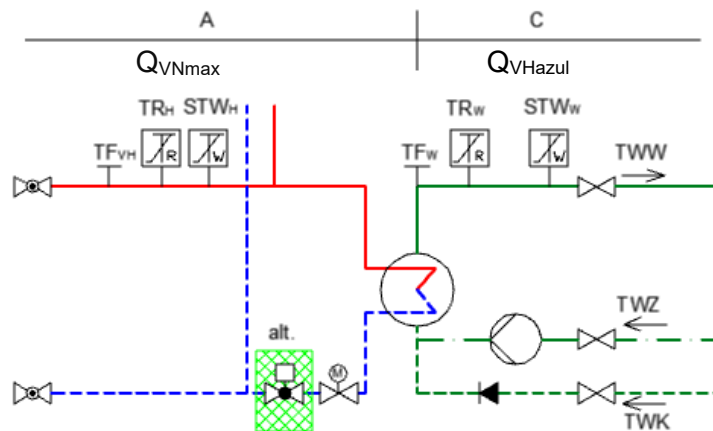 A C
QVNmax QVHazul
TRH STWH TRW STWW
TFVH TFW TWW
R W R W
TWZ
alt.
M
TWK